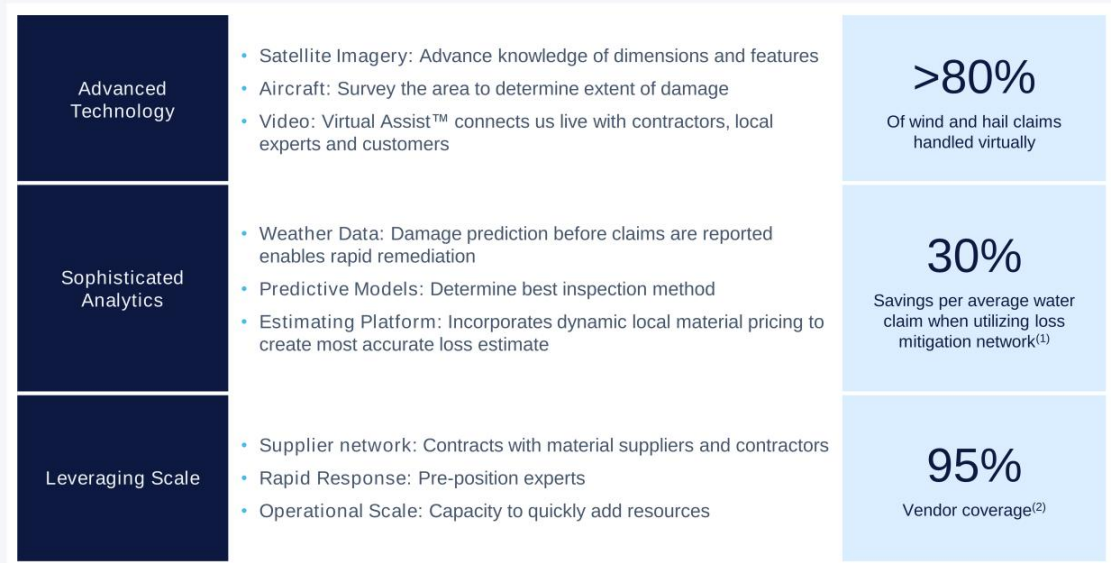 Advanced
Technology
• Satellite Imagery: Advance knowledge of dimensions and features
• Aircraft: Survey the area to determine extent of damage
• Video: Virtual Assist™ connects us live with contractors, local
experts and customers
>80%
Of wind and hail claims
handled virtually
Sophisticated
Analytics
• Weather Data: Damage prediction before claims are reported
enables rapid remediation
• Predictive Models: Determine best inspection method
• Estimating Platform: Incorporates dynamic local material pricing to
create most accurate loss estimate
30%
Savings per average water
claim when utilizing loss
mitigation network(1)
Leveraging Scale
• Supplier network: Contracts with material suppliers and contractors
• Rapid Response: Pre-position experts
• Operational Scale: Capacity to quickly add resources
95%
Vendor coverage(2)